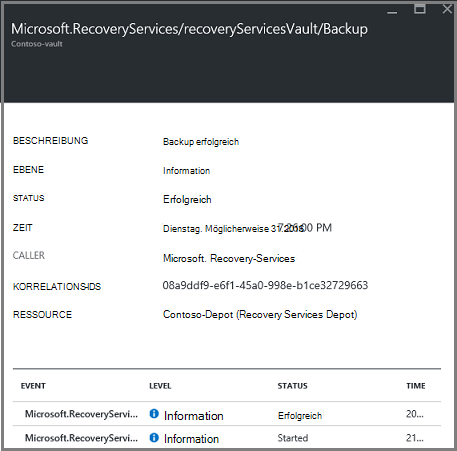 Microsoft.RecoveryServices/recoveryServicesVault/Backup
Contoso-vault
BESCHREIBUNG Backup erfolgreich
EBENE Information
STATUS Erfolgreich
ZEIT Dienstag. Möglicherweise 31. 7:26:00 PM
CALLER Microsoft. Recovery-Services
KORRELATIONS-IDS 08a9ddf9-e6f1-45a0-998e-b1ce32729663
RESSOURCE Contoso-Depot (Recovery Services Depot)
EVENT LEVEL STATUS TIME
Microsoft.RecoveryServi... Information Erfolgreich 20...
Microsoft.RecoveryServi... Information Started 21...